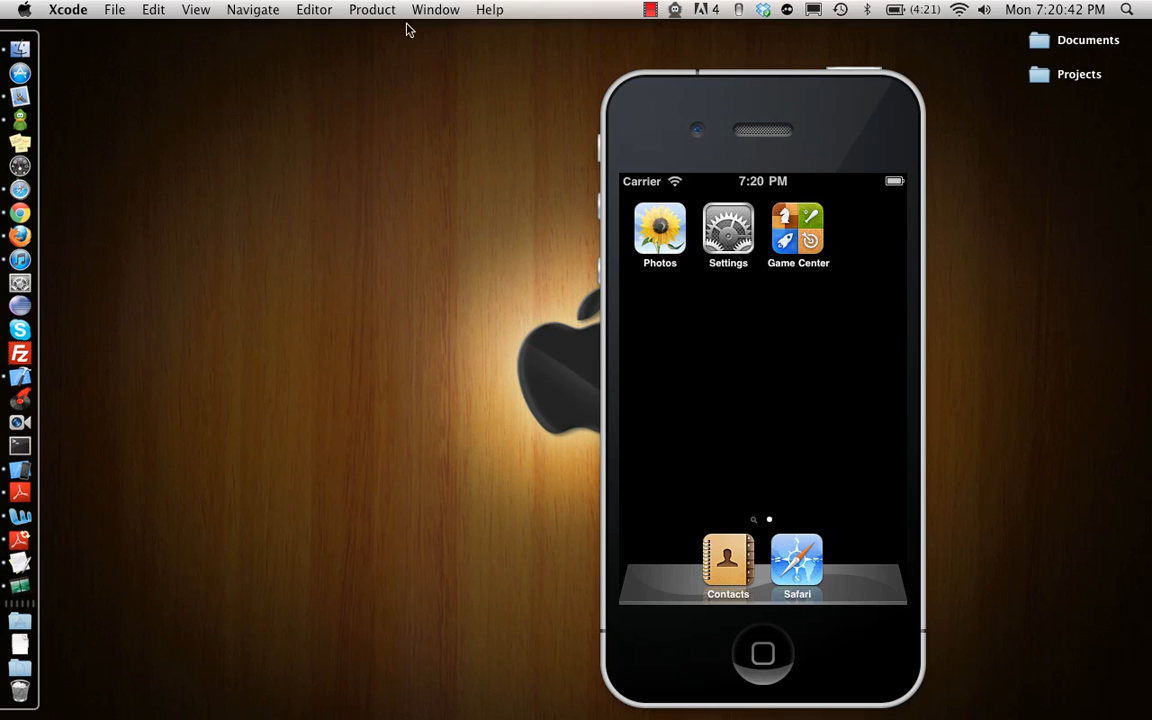 Xcode File Edit View Navigate Editor Product Window Help 4 (4:21) Mon 7:20:42 PM
Documents
Projects
Carrier 7:20 PM
Photos Settings Game Center
Contacts Safari